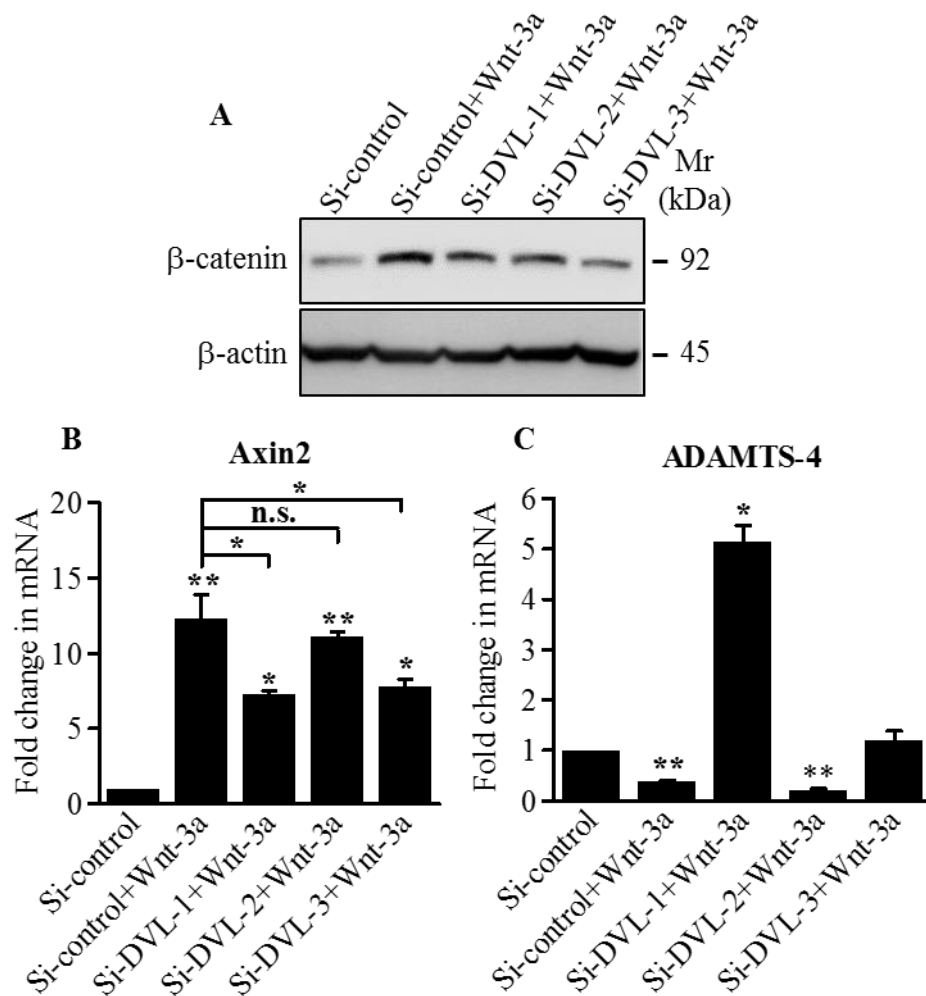 A
Si-control
Si-control+Wnt-3a
Si-DVL-1+Wnt-3a
Si-DVL-2+Wnt-3a
Si-DVL-3+Wnt-3a
Mr
(kDa)
β-catenin
92
β-actin
45
B
Axin2
Fold change in mRNA
20
15
10
5
0
*
n.s.
*
**
*
**
*
Si-control
Si-control+Wnt-3a
Si-DVL-1+Wnt-3a
Si-DVL-2+Wnt-3a
Si-DVL-3+Wnt-3a
C
ADAMTS-4
Fold change in mRNA
6
5
4
3
2
1
0
**
*
**
Si-control
Si-control+Wnt-3a
Si-DVL-1+Wnt-3a
Si-DVL-2+Wnt-3a
Si-DVL-3+Wnt-3a